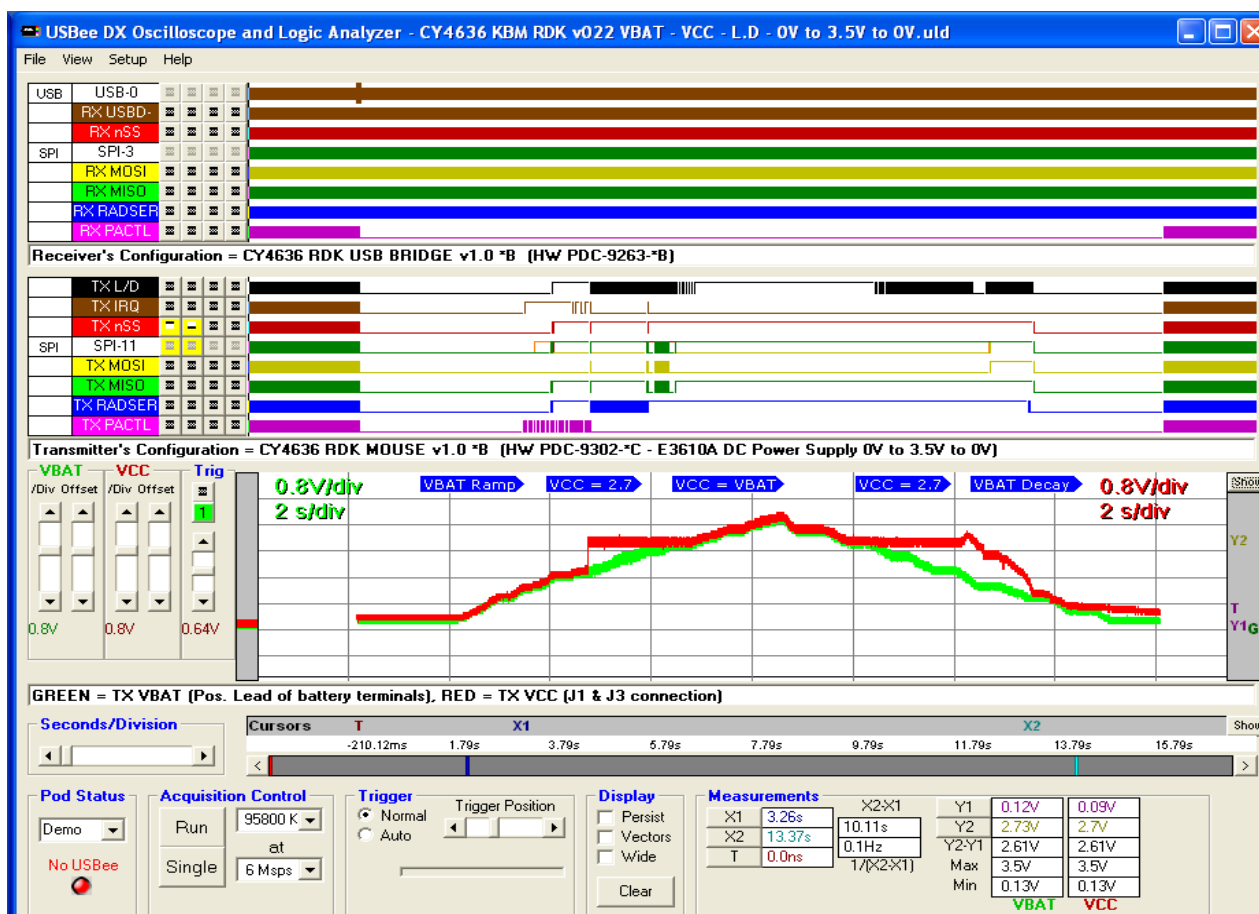 USBee DX Oscilloscope and Logic Analyzer - CY4636 KBM RDK v022 VBAT - VCC - L.D - 0V to 3.5V to 0V.uld
File View Setup Help
USB USB-0
RX USBD-
RX nSS
SPI SPI-3
RX MOSI
RX MISO
RX RADSER
RX PACTL
Receiver's Configuration = CY4636 RDK USB BRIDGE v1.0 *B (HW PDC-9263-*B)
TX L/D
TX IRQ
TX nSS
SPI SPI-11
TX MOSI
TX MISO
TX RADSER
TX PACTL
Transmitter's Configuration = CY4636 RDK MOUSE v1.0 *B (HW PDC-9302-*C - E3610A DC Power Supply 0V to 3.5V to 0V)
VBAT VCC Trig
/Div Offset /Div Offset
1
0.8V 0.8V 0.64V
0.8V/div
2 s/div
VBAT Ramp VCC = 2.7 VCC = VBAT VCC = 2.7 VBAT Decay
0.8V/div
2 s/div
Show
Y2
T
Y1G
GREEN = TX VBAT (Pos. Lead of battery terminals), RED = TX VCC (J1 & J3 connection)
Seconds/Division
Cursors T X1 X2 Show
-210.12ms 1.79s 3.79s 5.79s 7.79s 9.79s 11.79s 13.79s 15.79s
Pod Status
Demo
No USBee
Acquisition Control
Run 95800 K
at
Single 6 Msps
Trigger
Normal
Auto
Trigger Position
Display
Persist
Vectors
Wide
Clear
Measurements
X1 3.26s
X2 13.37s
T 0.0ns
X2-X1
10.11s
0.1Hz
1/(X2-X1)
Y1 0.12V 0.09V
Y2 2.73V 2.7V
Y2-Y1 2.61V 2.61V
Max 3.5V 3.5V
Min 0.13V 0.13V
VBAT VCC